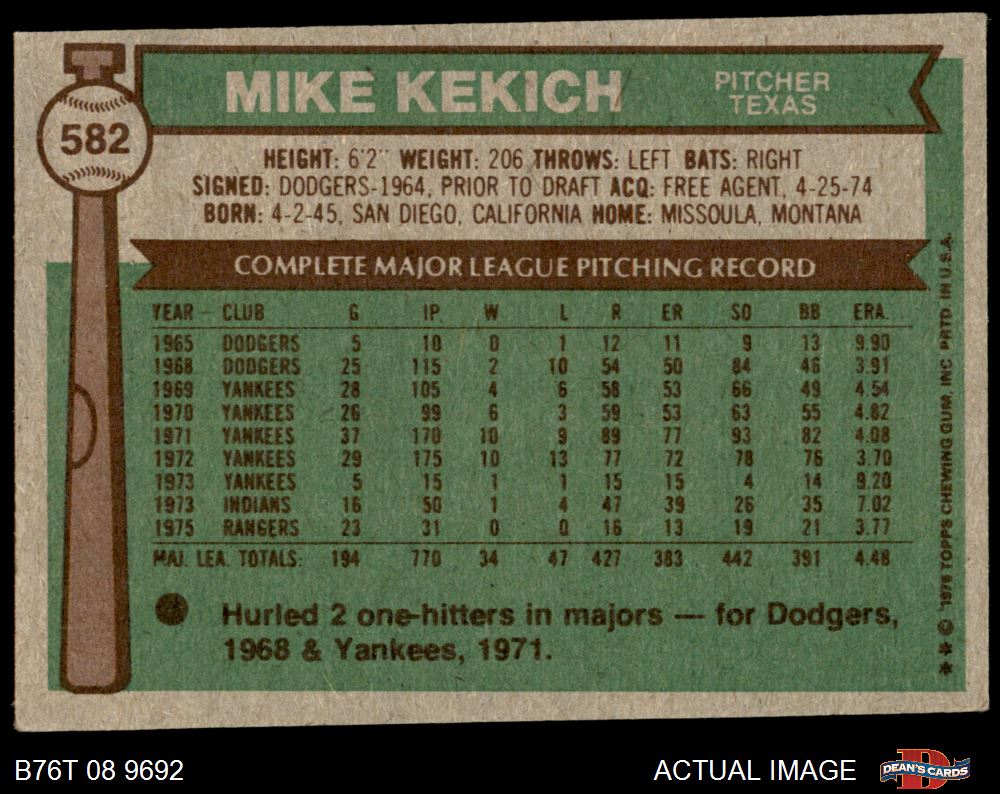 MIKE KEKICH
PITCHER
TEXAS
582
HEIGHT: 6'2" WEIGHT: 206 THROWS: LEFT BATS: RIGHT
SIGNED: DODGERS-1964, PRIOR TO DRAFT ACQ: FREE AGENT, 4-25-74
BORN: 4-2-45, SAN DIEGO, CALIFORNIA HOME: MISSOULA, MONTANA
COMPLETE MAJOR LEAGUE PITCHING RECORD
YEAR CLUB G IP W L R ER SO BB ERA.
1965 DODGERS 5 10 0 1 12 11 9 13 9.90
1968 DODGERS 25 115 2 10 54 50 84 46 3.91
1969 YANKEES 28 105 4 6 58 53 66 49 4.54
1970 YANKEES 26 99 6 3 59 53 63 55 4.82
1971 YANKEES 37 170 10 9 89 77 93 82 4.08
1972 YANKEES 29 175 10 13 77 72 78 76 3.70
1973 YANKEES 5 15 1 1 15 15 4 14 9.20
1973 INDIANS 16 50 1 4 47 39 26 35 7.02
1975 RANGERS 23 31 0 0 16 13 19 21 3.77
MAJ. LEA. TOTALS: 194 770 34 47 427 383 442 391 4.48
Hurled 2 one-hitters in majors — for Dodgers,
1968 & Yankees, 1971.
* * © 1976 TOPPS CHEWING GUM, INC PRTD. IN U.S.A.
B76T 08 9692
ACTUAL IMAGE
D
DEAN'S CARDS